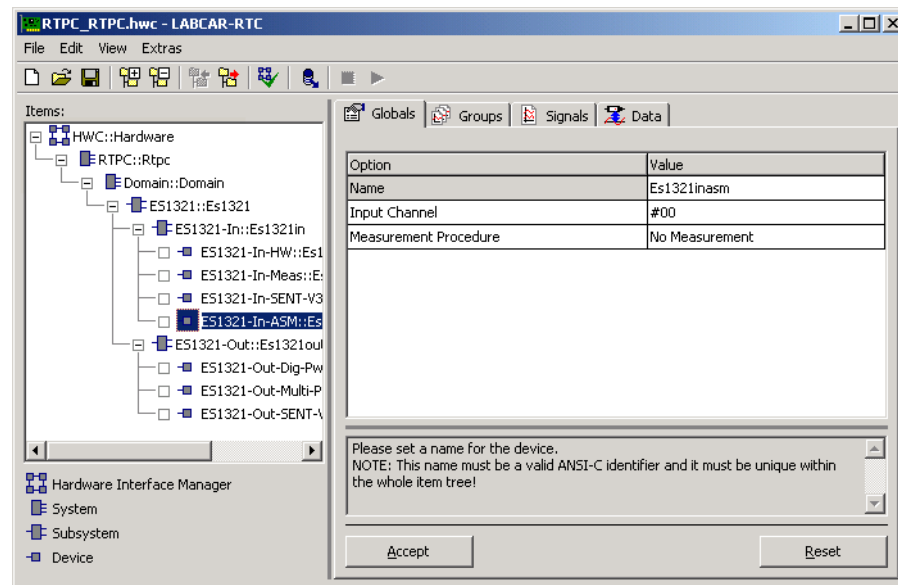 RTPC_RTPC.hwc - LABCAR-RTC
File Edit View Extras
Items:
HWC::Hardware
RTPC::Rtpc
Domain::Domain
ES1321::Es1321
ES1321-In::Es1321in
ES1321-In-HW::Es1
ES1321-In-Meas::Es
ES1321-In-SENT-V3
ES1321-In-ASM::Es
ES1321-Out::Es1321out
ES1321-Out-Dig-Pw
ES1321-Out-Multi-P
ES1321-Out-SENT-V
Hardware Interface Manager
System
Subsystem
Device
Globals Groups Signals Data
Option Value
Name Es1321inasm
Input Channel #00
Measurement Procedure No Measurement
Please set a name for the device.
NOTE: This name must be a valid ANSI-C identifier and it must be unique within
the whole item tree!
Accept Reset